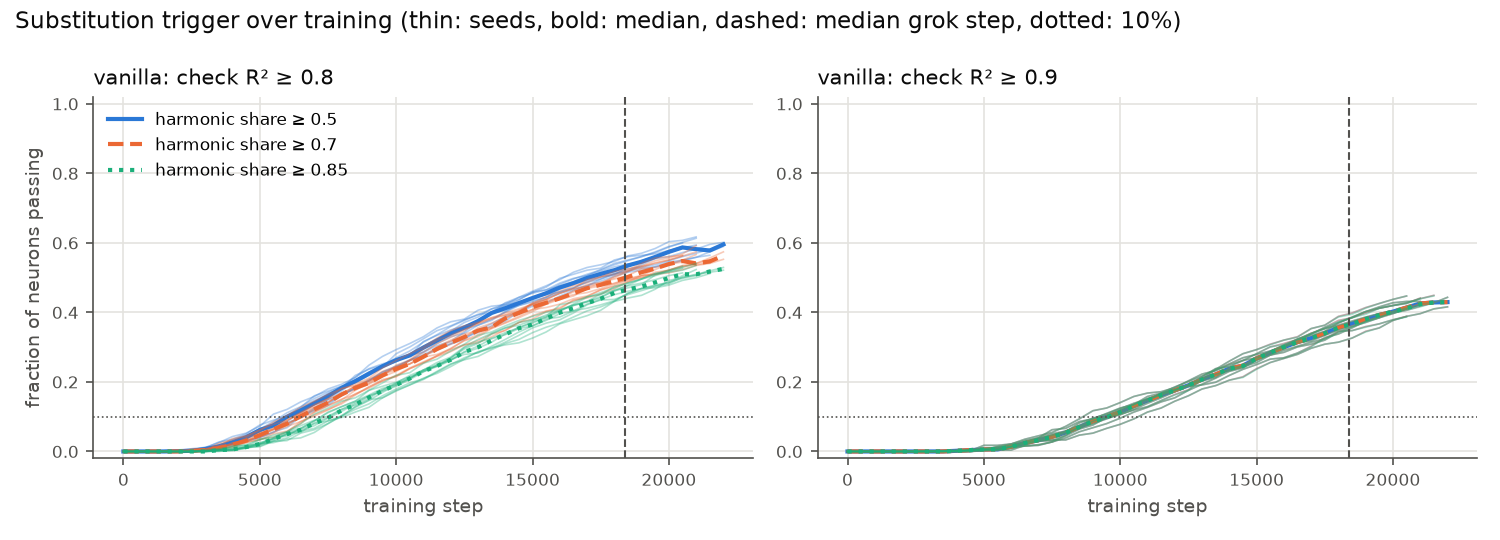 Substitution trigger over training (thin: seeds, bold: median, dashed: median grok step, dotted: 10%)
vanilla: check R² ≥ 0.8
fraction of neurons passing
1.0
0.8
0.6
0.4
0.2
0.0
harmonic share ≥ 0.5
harmonic share ≥ 0.7
harmonic share ≥ 0.85
0 5000 10000 15000 20000
training step
vanilla: check R² ≥ 0.9
1.0
0.8
0.6
0.4
0.2
0.0
0 5000 10000 15000 20000
training step